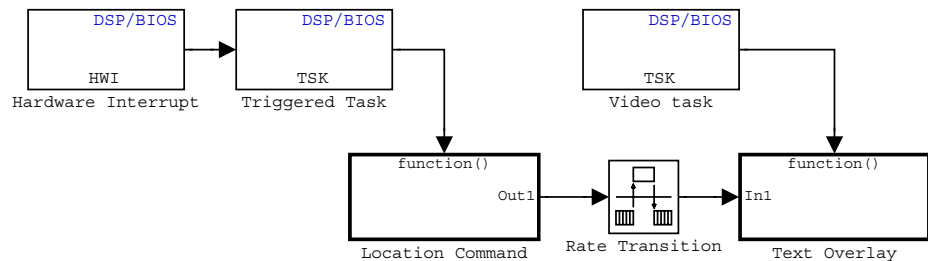 DSP/BIOS
HWI
Hardware Interrupt
DSP/BIOS
TSK
Triggered Task
DSP/BIOS
TSK
Video task
function()
Out1
Location Command
Rate Transition
function()
In1
Text Overlay